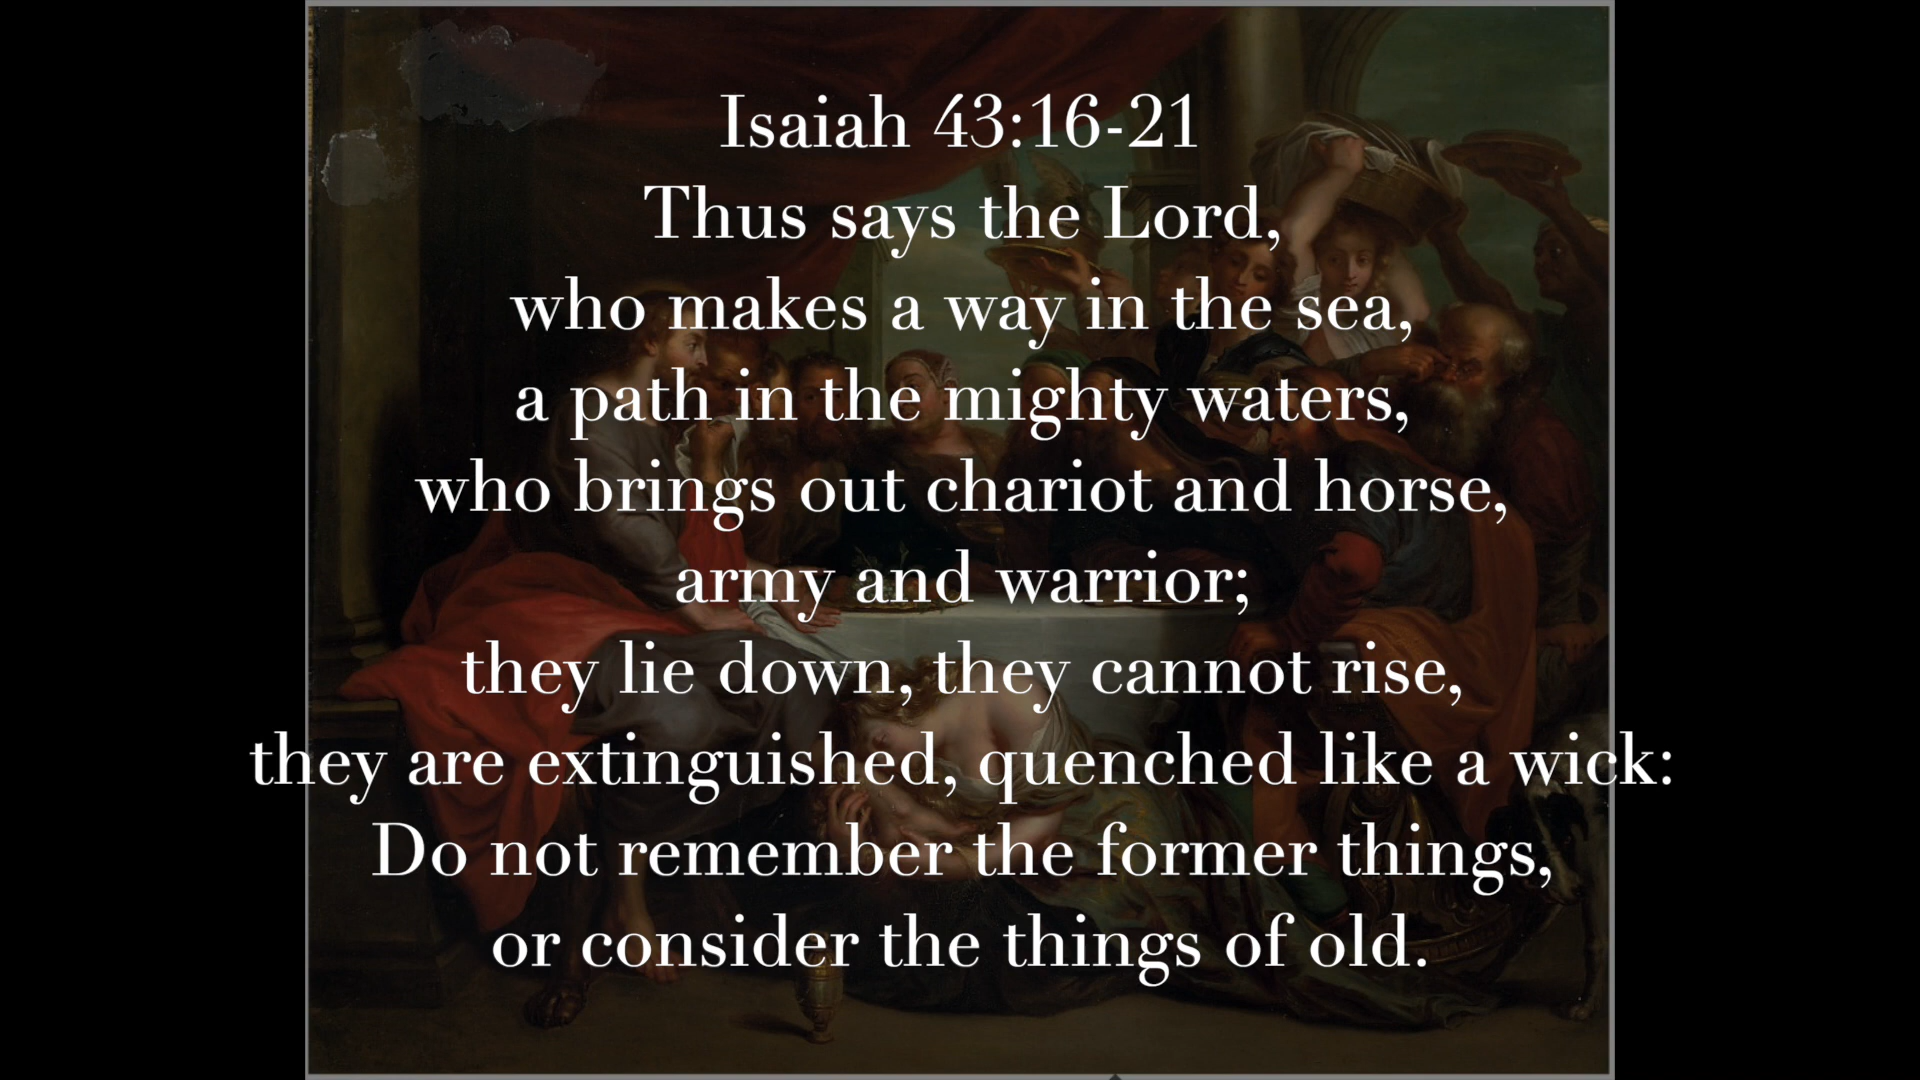 Isaiah 43:16-21
Thus says the Lord,
who makes a way in the sea,
a path in the mighty waters,
who brings out chariot and horse,
army and warrior;
they lie down, they cannot rise,
they are extinguished, quenched like a wick:
Do not remember the former things,
or consider the things of old.